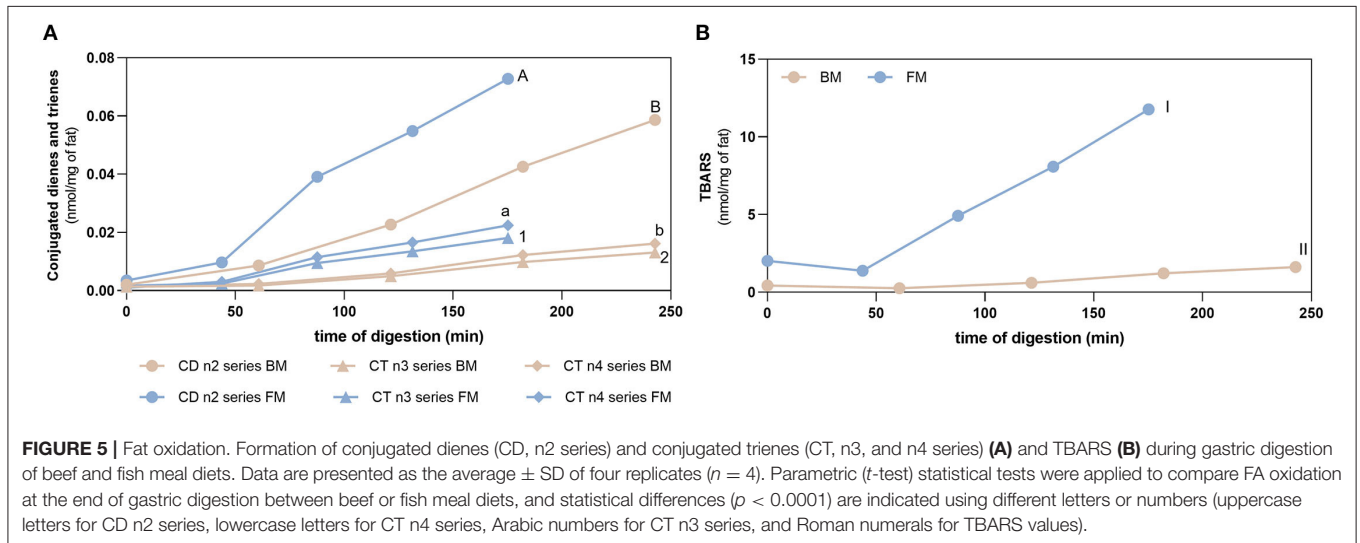 A
B
Conjugated dienes and trienes
(nmol/mg of fat)
0.08
0.06
0.04
0.02
0.00
A
B
a
1
b
2
0
50
100
150
200
250
time of digestion (min)
CD n2 series BM
CT n3 series BM
CT n4 series BM
CD n2 series FM
CT n3 series FM
CT n4 series FM
TBARS
(nmol/mg of fat)
15
10
5
0
BM
FM
I
II
0
50
100
150
200
250
time of digestion (min)
FIGURE 5 | Fat oxidation. Formation of conjugated dienes (CD, n2 series) and conjugated trienes (CT, n3, and n4 series) (A) and TBARS (B) during gastric digestion
of beef and fish meal diets. Data are presented as the average ± SD of four replicates (n = 4). Parametric (t-test) statistical tests were applied to compare FA oxidation
at the end of gastric digestion between beef or fish meal diets, and statistical differences (p < 0.0001) are indicated using different letters or numbers (uppercase
letters for CD n2 series, lowercase letters for CT n4 series, Arabic numbers for CT n3 series, and Roman numerals for TBARS values).